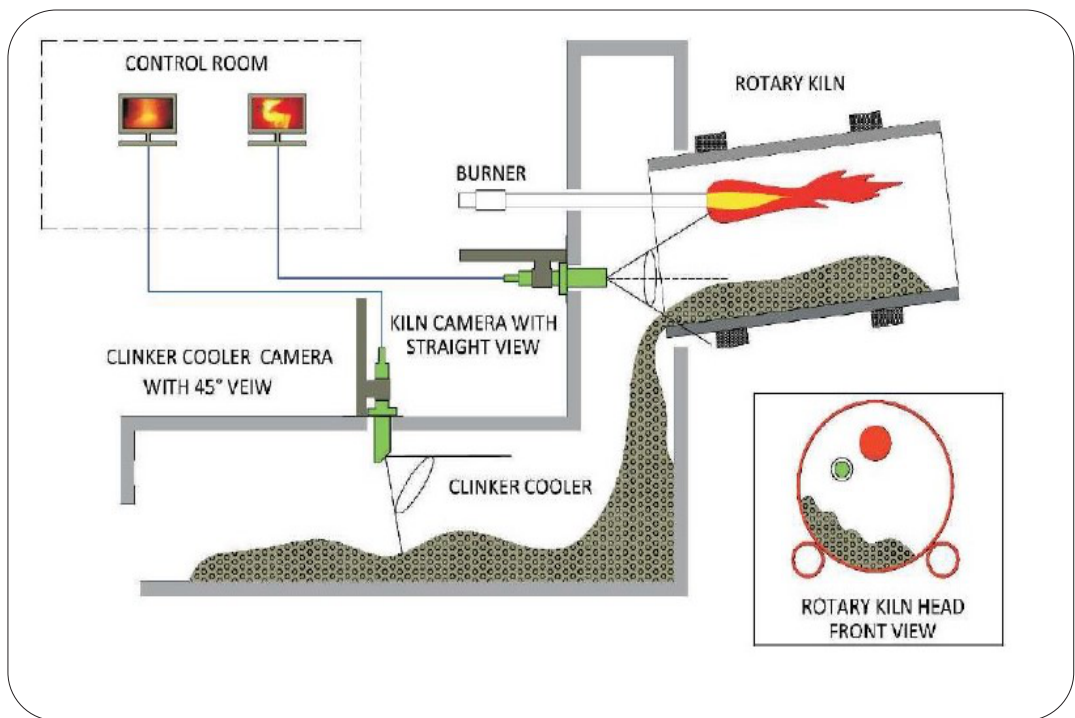 CONTROL ROOM
ROTARY KILN
BURNER
KILN CAMERA WITH
STRAIGHT VIEW
CLINKER COOLER CAMERA
WITH 45° VEIW
CLINKER COOLER
ROTARY KILN HEAD
FRONT VIEW